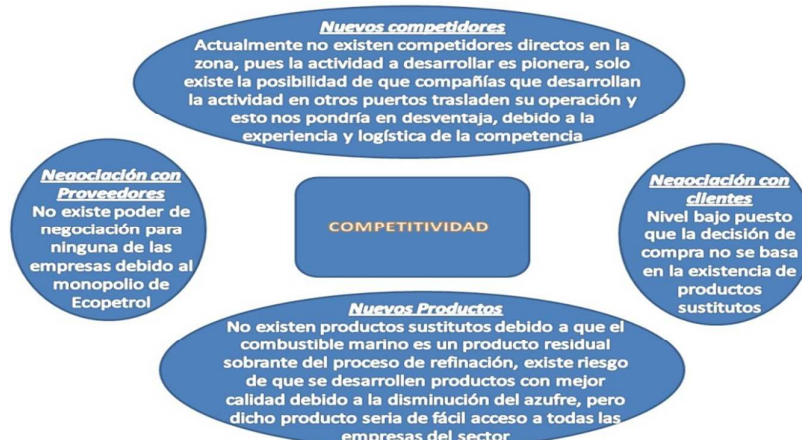 Nuevos competidores
Actualmente no existen competidores directos en la
zona, pues la actividad a desarrollar es pionera, solo
existe la posibilidad de que compañías que desarrollan
la actividad en otros puertos trasladen su operación y
esto nos pondría en desventaja, debido a la
experiencia y logística de la competencia
Negociación con
Proveedores
No existe poder de
negociación para
ninguna de las
empresas debido al
monopolio de
Ecopetrol
COMPETITIVIDAD
Negociación con
clientes
Nivel bajo puesto
que la decisión de
compra no se basa
en la existencia de
productos
sustitutos
Nuevos Productos
No existen productos sustitutos debido a que el
combustible marino es un producto residual
sobrante del proceso de refinación, existe riesgo
de que se desarrollen productos con mejor
calidad debido a la disminución del azufre, pero
dicho producto seria de fácil acceso a todas las
empresas del sector